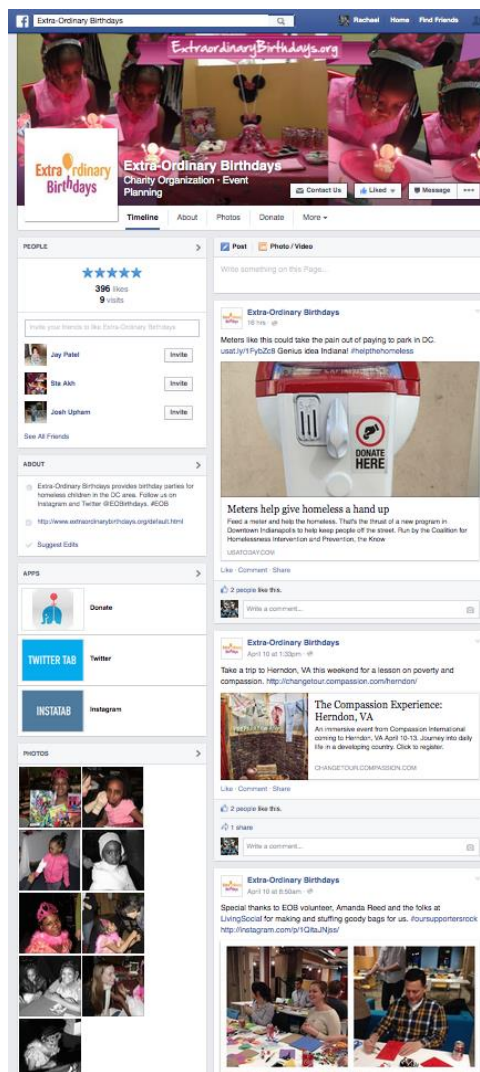 Extra-Ordinary Birthdays
Rachael Home Find Friends
ExtraordinaryBirthdays.org
Extra rdinary
Birthdays
Extra-Ordinary Birthdays
Charity Organization · Event
Planning
Contact Us
Liked
Message
Timeline About Photos Donate More
PEOPLE
396 likes
9 visits
Invite your friends to like Extra-Ordinary Birthdays
Jay Patel Invite
Sta Akh Invite
Josh Upham Invite
See All Friends
ABOUT
Extra-Ordinary Birthdays provides birthday parties for
homeless children in the DC area. Follow us on
Instagram and Twitter @EOBirthdays. #EOB
http://www.extraordinarybirthdays.org/default.html
Suggest Edits
APPS
Donate
TWITTER TAB Twitter
INSTATAB Instagram
PHOTOS
Post Photo / Video
Write something on this Page...
Extra-Ordinary Birthdays
16 hrs
Meters like this could take the pain out of paying to park in DC.
usat.ly/1FybZc8 Genius idea Indiana! #helpthehomeless
DONATE
HERE
Meters help give homeless a hand up
Feed a meter and help the homeless. That's the thrust of a new program in
Downtown Indianapolis to help keep people off the street. Run by the Coalition for
Homelessness Intervention and Prevention, the Know
USATODAY.COM
Like · Comment · Share
2 people like this.
Write a comment...
Extra-Ordinary Birthdays
April 10 at 1:33pm
Take a trip to Herndon, VA this weekend for a lesson on poverty and
compassion. http://changetour.compassion.com/herndon/
The Compassion Experience:
Herndon, VA
An immersive event from Compassion International
coming to Herndon, VA April 10-13. Journey into daily
life in a developing country. Click to register.
CHANGETOUR.COMPASSION.COM
Like · Comment · Share
2 people like this.
1 share
Write a comment...
Extra-Ordinary Birthdays
April 10 at 8:50am
Special thanks to EOB volunteer, Amanda Reed and the folks at
LivingSocial for making and stuffing goody bags for us. #oursupportersrock
http://instagram.com/p/1QitaJNjss/